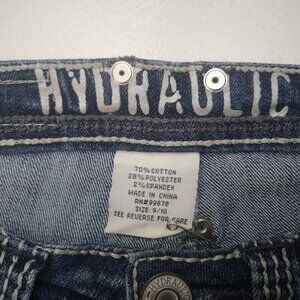 HYDRAULIC
70% COTTON
28% POLYESTER
2% SPANDEX
MADE IN CHINA
RN#99678
SIZE: 9/10
SEE REVERSE FOR CARE
HYDRAULIC